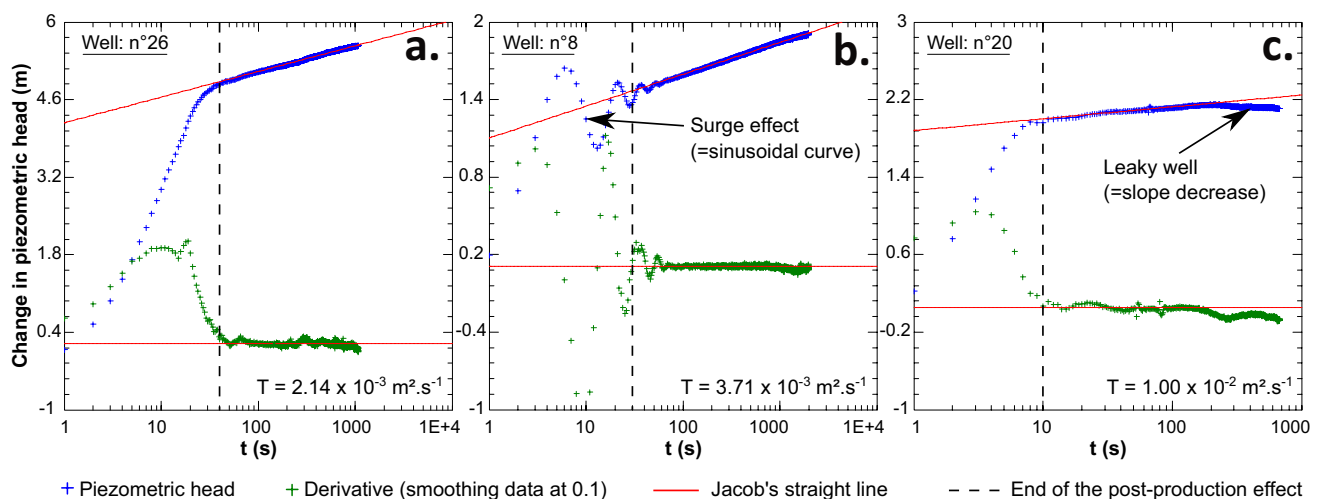 Change in piezometric head (m)
6
4.6
3.2
1.8
0.4
-1
Well: n°26
a.
T = 2.14 x 10⁻³ m².s⁻¹
1
10
100
1000
1E+4
t (s)
2
1.4
0.8
0.2
-0.4
-1
Well: n°8
b.
Surge effect
(=sinusoidal curve)
T = 3.71 x 10⁻³ m².s⁻¹
1
10
100
1000
1E+4
t (s)
3
2.2
1.4
0.6
-0.2
-1
Well: n°20
c.
Leaky well
(=slope decrease)
T = 1.00 x 10⁻² m².s⁻¹
1
10
100
1000
t (s)
Piezometric head
Derivative (smoothing data at 0.1)
Jacob's straight line
End of the post-production effect